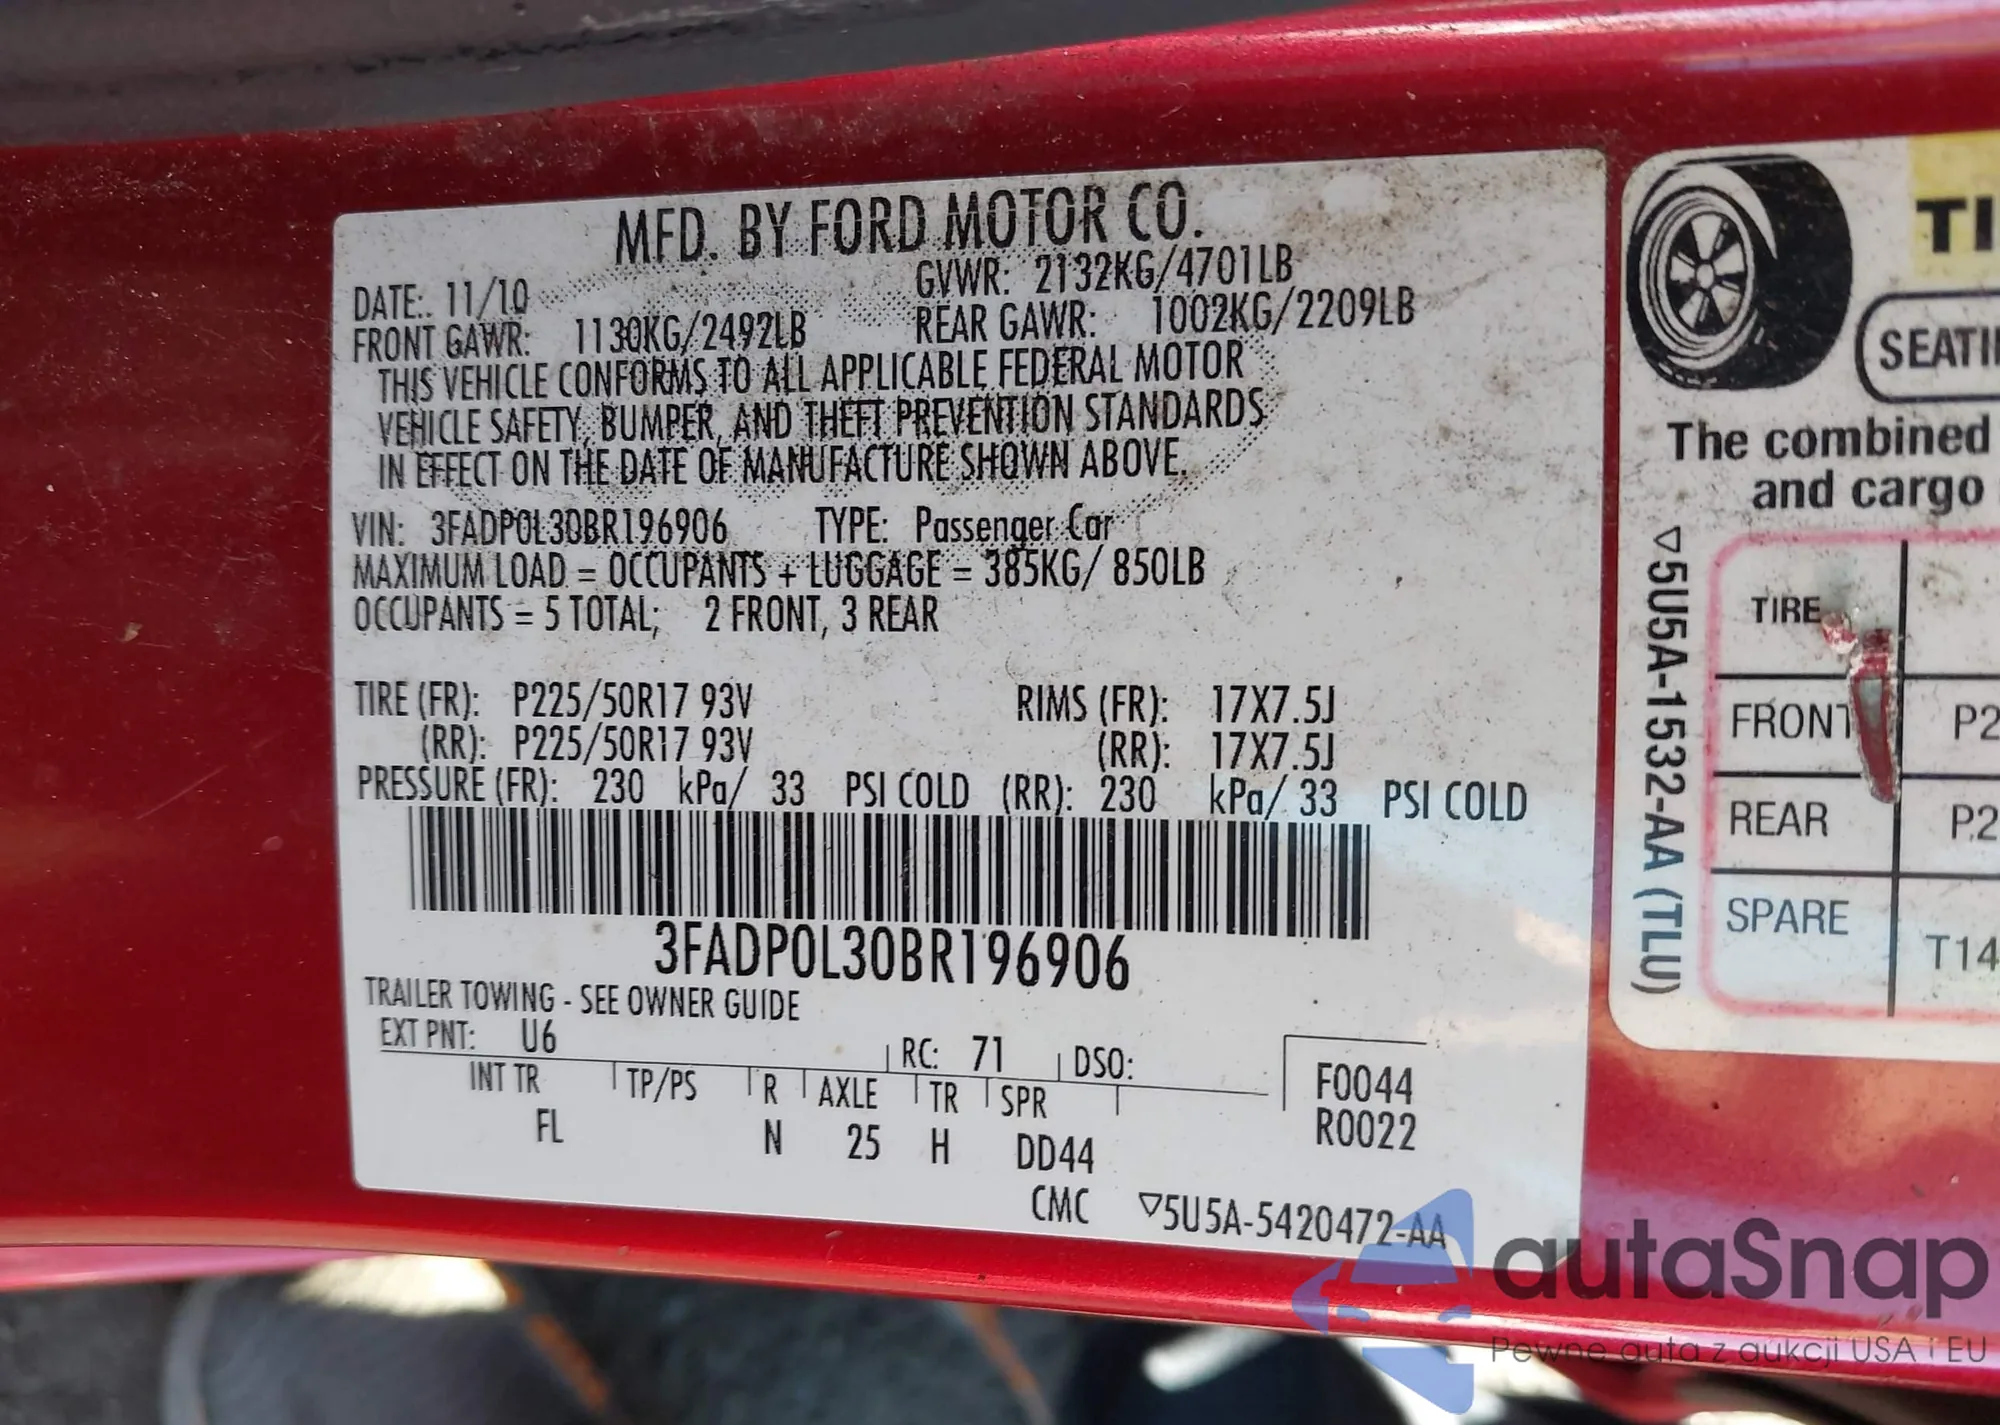 MFD. BY FORD MOTOR CO.
DATE: 11/10 GVWR: 2132KG/4701LB
FRONT GAWR: 1130KG/2492LB REAR GAWR: 1002KG/2209LB
THIS VEHICLE CONFORMS TO ALL APPLICABLE FEDERAL MOTOR
VEHICLE SAFETY, BUMPER, AND THEFT PREVENTION STANDARDS
IN EFFECT ON THE DATE OF MANUFACTURE SHOWN ABOVE.
VIN: 3FADP0L30BR196906 TYPE: Passenger Car
MAXIMUM LOAD = OCCUPANTS + LUGGAGE = 385KG/ 850LB
OCCUPANTS = 5 TOTAL; 2 FRONT, 3 REAR
TIRE (FR): P225/50R17 93V RIMS (FR): 17X7.5J
(RR): P225/50R17 93V (RR): 17X7.5J
PRESSURE (FR): 230 kPa/ 33 PSI COLD (RR): 230 kPa/ 33 PSI COLD
3FADP0L30BR196906
TRAILER TOWING - SEE OWNER GUIDE
EXT PNT: U6 RC: 71 DSO:
INT TR TP/PS R AXLE TR SPR F0044
FL N 25 H DD44 R0022
CMC ▽5U5A-5420472-AA
TI
SEATI
The combined
and cargo
▽5U5A-1532-AA (TLU)
TIRE
FRONT P2
REAR P2
SPARE T14
autaSnap
Pewne auta z aukcji USA i EU